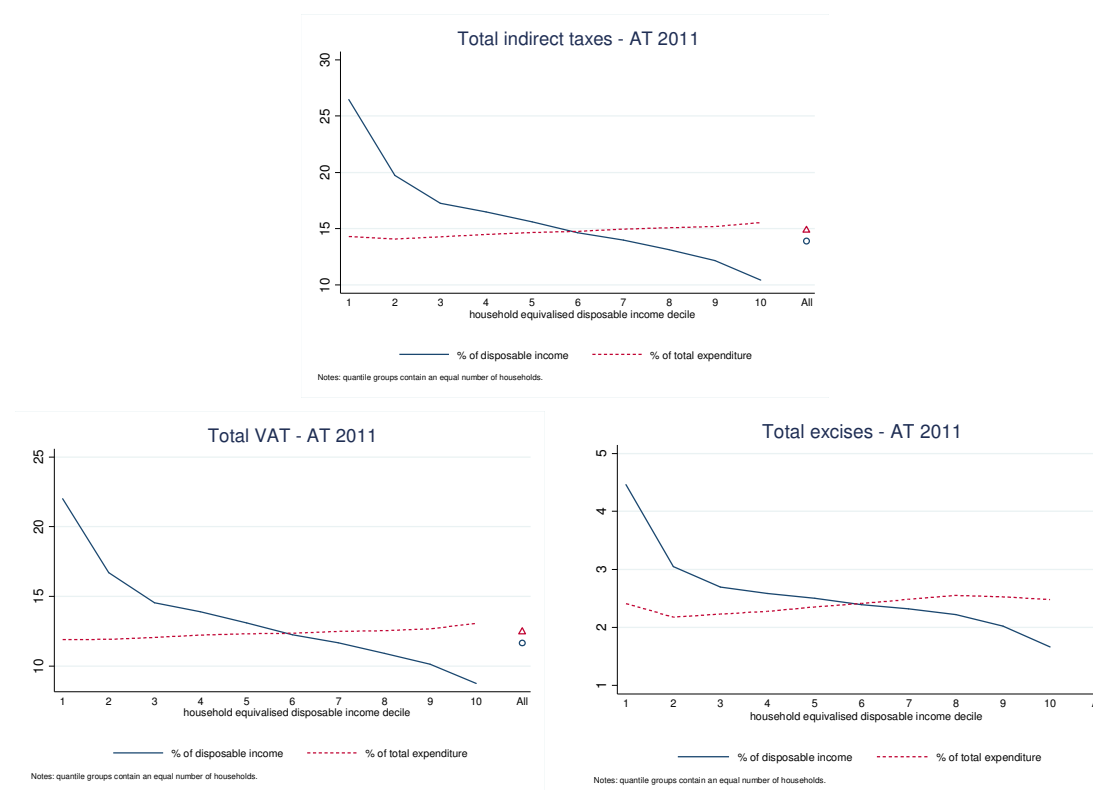 Total indirect taxes - AT 2011
30
25
20
15
10
1 2 3 4 5 6 7 8 9 10 All
household equivalised disposable income decile
% of disposable income % of total expenditure
Notes: quantile groups contain an equal number of households.
Total VAT - AT 2011
25
20
15
10
1 2 3 4 5 6 7 8 9 10 All
household equivalised disposable income decile
% of disposable income % of total expenditure
Notes: quantile groups contain an equal number of households.
Total excises - AT 2011
5
4
3
2
1
1 2 3 4 5 6 7 8 9 10
household equivalised disposable income decile
% of disposable income % of total expenditure
Notes: quantile groups contain an equal number of households.